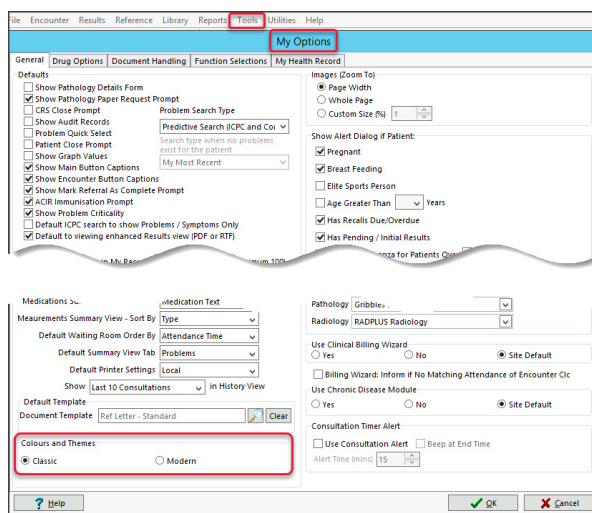 File Encounter Results Reference Library Reports Tools Utilities Help
My Options
General Drug Options Document Handling Function Selections My Health Record
Defaults
Show Pathology Details Form
Show Pathology Paper Request Prompt
CRS Close Prompt
Show Audit Records
Problem Quick Select
Patient Close Prompt
Show Graph Values
Show Main Button Captions
Show Encounter Button Captions
Show Mark Referral As Complete Prompt
ACIR Immunisation Prompt
Show Problem Criticality
Default ICPC search to show Problems / Symptoms Only
Default to viewing enhanced Results view (PDF or RTF)
in My
Problem Search Type
Predictive Search (ICPC and Co
Search type when no problems
exist for the patient
My Most Recent
Images (Zoom To)
Page Width
Whole Page
Custom Size (%) 1
Show Alert Dialog if Patient:
Pregnant
Breast Feeding
Elite Sports Person
Age Greater Than Years
Has Recalls Due/Overdue
Has Pending / Initial Results
for Patients Over
Medications Medication Text
Meaurements Summary View - Sort By Type
Default Waiting Room Order By Attendance Time
Default Summary View Tab Problems
Default Printer Settings Local
Show Last 10 Consultations in History View
Default Template
Document Template Ref Letter - Standard Clear
Colours and Themes
Classic Modern
Pathology Gribbles
Radiology RADPLUS Radiology
Use Clinical Billing Wizard
Yes No Site Default
Billing Wizard: Inform if No Matching Attendance of Encounter Clc
Use Chronic Disease Module
Yes No Site Default
Consultation Timer Alert
Use Consultation Alert Beep at End Time
Alert Time (mins) 15
Help OK Cancel